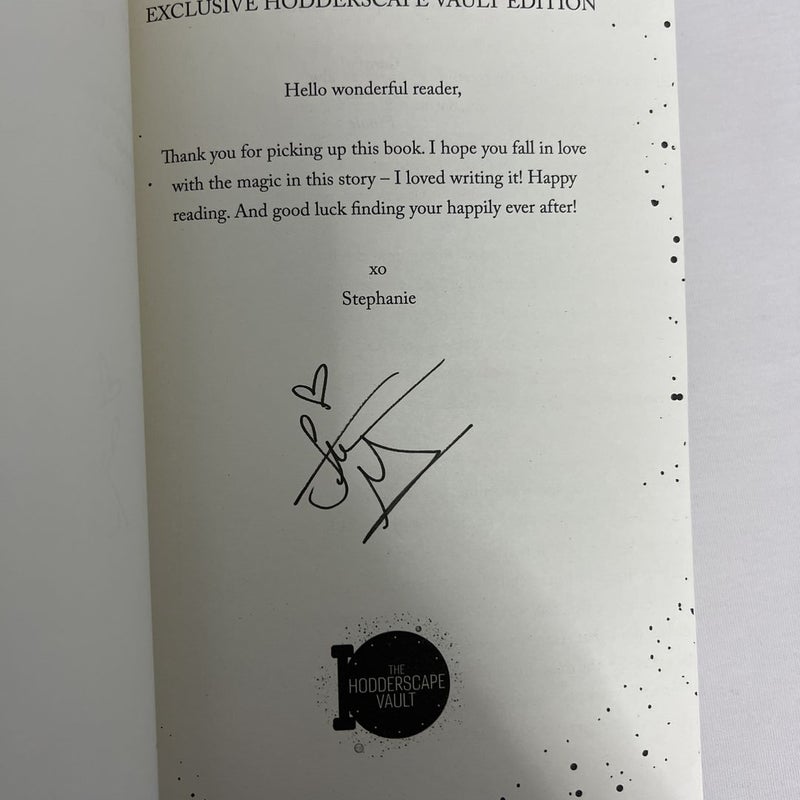 EXCLUSIVE HODDERSCAPE VAULT EDITION
Hello wonderful reader,
Thank you for picking up this book. I hope you fall in love
with the magic in this story – I loved writing it! Happy
reading. And good luck finding your happily ever after!
xo
Stephanie
THE
HODDERSCAPE
VAULT